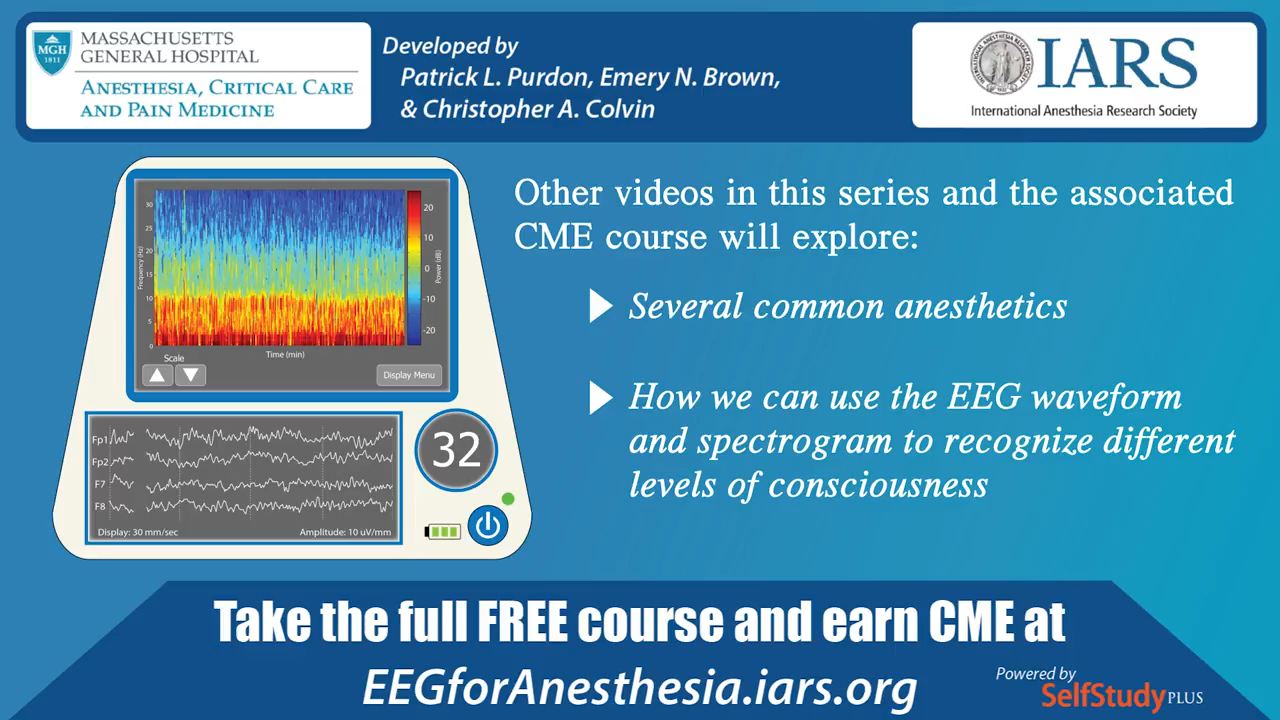 MGH
1811
MASSACHUSETTS
GENERAL HOSPITAL
ANESTHESIA, CRITICAL CARE
AND PAIN MEDICINE
Developed by
Patrick L. Purdon, Emery N. Brown,
& Christopher A. Colvin
IARS
International Anesthesia Research Society
Other videos in this series and the associated
CME course will explore:
Several common anesthetics
How we can use the EEG waveform
and spectrogram to recognize different
levels of consciousness
Frequency (Hz)
30
25
20
15
10
5
0
20
10
0
-10
-20
Power (dB)
Time (min)
Scale
Display Menu
Fp1
Fp2
F7
F8
Display: 30 mm/sec
Amplitude: 10 uV/mm
32
Take the full FREE course and earn CME at
EEGforAnesthesia.iars.org
Powered by
SelfStudy PLUS